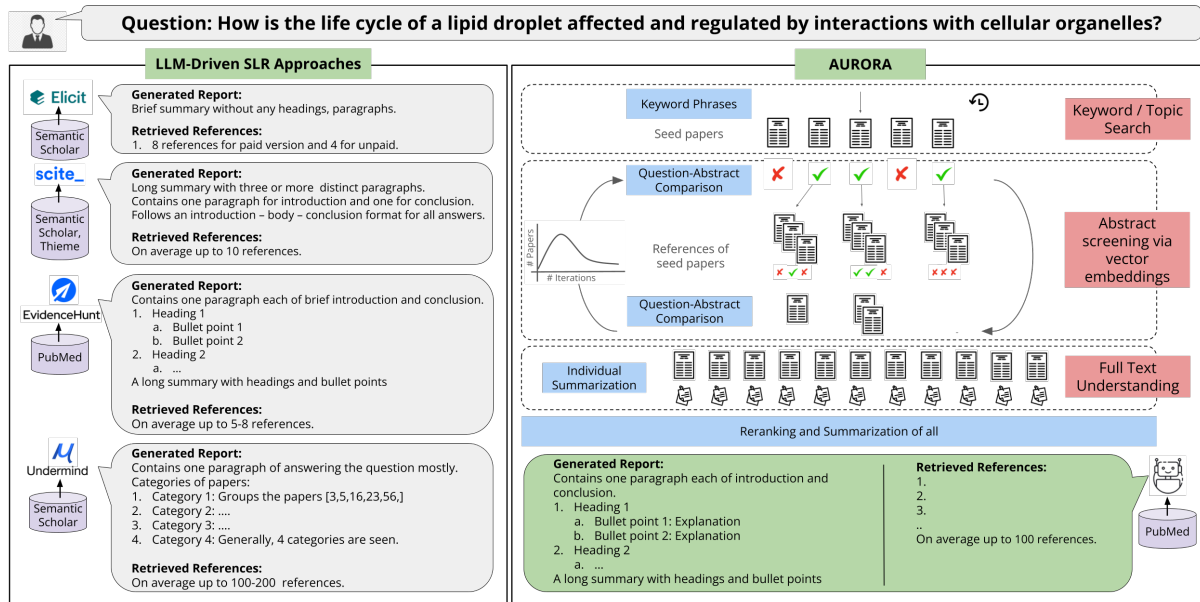 Question: How is the life cycle of a lipid droplet affected and regulated by interactions with cellular organelles?
LLM-Driven SLR Approaches
Elicit
Semantic
Scholar
Generated Report:
Brief summary without any headings, paragraphs.
Retrieved References:
1. 8 references for paid version and 4 for unpaid.
scite_
Semantic
Scholar,
Thieme
Generated Report:
Long summary with three or more distinct paragraphs.
Contains one paragraph for introduction and one for conclusion.
Follows an introduction – body – conclusion format for all answers.
Retrieved References:
On average up to 10 references.
EvidenceHunt
PubMed
Generated Report:
Contains one paragraph each of brief introduction and conclusion.
1. Heading 1
a. Bullet point 1
b. Bullet point 2
2. Heading 2
a. ...
A long summary with headings and bullet points
Retrieved References:
On average up to 5-8 references.
Undermind
Semantic
Scholar
Generated Report:
Contains one paragraph of answering the question mostly.
Categories of papers:
1. Category 1: Groups the papers [3,5,16,23,56,]
2. Category 2: ....
3. Category 3: ....
4. Category 4: Generally, 4 categories are seen.
Retrieved References:
On average up to 100-200 references.
AURORA
Keyword Phrases
Seed papers
Keyword / Topic
Search
Question-Abstract
Comparison
# Papers
# Iterations
References of
seed papers
Question-Abstract
Comparison
Abstract
screening via
vector
embeddings
Individual
Summarization
Full Text
Understanding
Reranking and Summarization of all
Generated Report:
Contains one paragraph each of introduction and
conclusion.
1. Heading 1
a. Bullet point 1: Explanation
b. Bullet point 2: Explanation
2. Heading 2
a. ...
A long summary with headings and bullet points
Retrieved References:
1.
2.
3.
..
On average up to 100 references.
PubMed